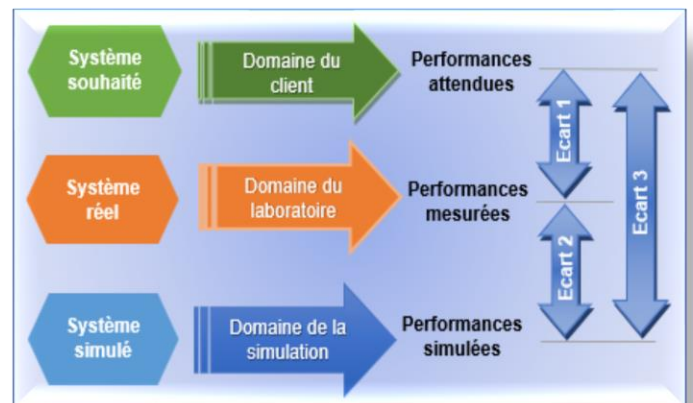 Système
souhaité
Domaine du
client
Performances
attendues
Ecart 1
Ecart 3
Système
réel
Domaine du
laboratoire
Performances
mesurées
Ecart 2
Système
simulé
Domaine de la
simulation
Performances
simulées